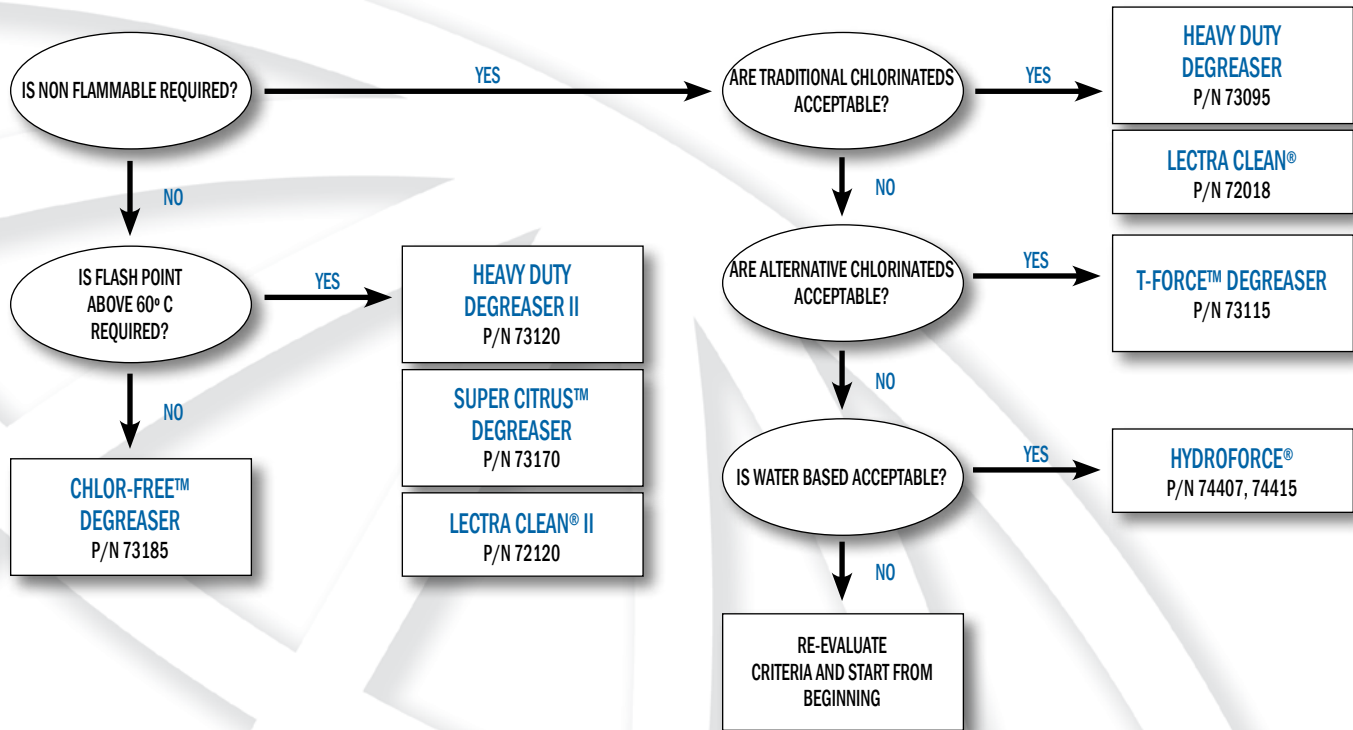 IS NON FLAMMABLE REQUIRED?
YES
ARE TRADITIONAL CHLORINATEDS
ACCEPTABLE?
YES
HEAVY DUTY
DEGREASER
P/N 73095
LECTRA CLEAN®
P/N 72018
NO
NO
IS FLASH POINT
ABOVE 60º C
REQUIRED?
YES
HEAVY DUTY
DEGREASER II
P/N 73120
SUPER CITRUS™
DEGREASER
P/N 73170
LECTRA CLEAN® II
P/N 72120
NO
CHLOR-FREE™
DEGREASER
P/N 73185
ARE ALTERNATIVE CHLORINATEDS
ACCEPTABLE?
YES
T-FORCE™ DEGREASER
P/N 73115
NO
IS WATER BASED ACCEPTABLE?
YES
HYDROFORCE®
P/N 74407, 74415
NO
RE-EVALUATE
CRITERIA AND START FROM
BEGINNING